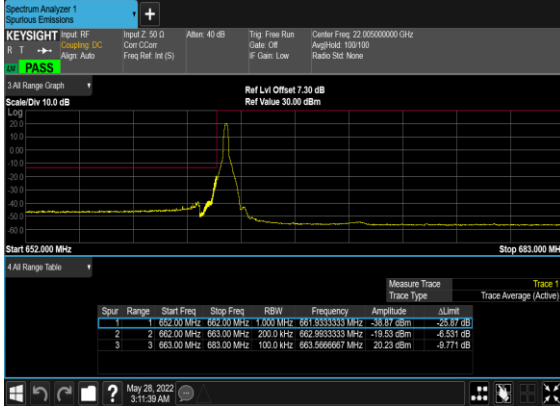 Spectrum Analyzer 1
Spurious Emissions
+
KEYSIGHT Input: RF Input Z: 50 Ω Atten: 40 dB Trig: Free Run Center Freq: 22.005000000 GHz
R T Coupling: DC Corr CCorr Gate: Off Avg|Hold: 100/100
Align: Auto Freq Ref: Int (S) IF Gain: Low Radio Std: None
PASS
3.All Range Graph
Ref Lvl Offset 7.30 dB
Scale/Div 10.0 dB Ref Value 30.00 dBm
Log
20.0
10.0
0.00
-10.0
-20.0
-30.0
-40.0
-50.0
-60.0
Start 652.000 MHz Stop 683.000 MH
4.All Range Table
Measure Trace Trace 1
Trace Type Trace Average (Active)
Spur Range Start Freq Stop Freq RBW Frequency Amplitude ΔLimit
1 1 652.00 MHz 662.00 MHz 1.000 MHz 661.9333333 MHz -38.87 dBm -25.87 dB
2 2 662.00 MHz 663.00 MHz 200.0 kHz 662.9933333 MHz -19.53 dBm -6.531 dB
3 3 663.00 MHz 683.00 MHz 100.0 kHz 663.5666667 MHz 20.23 dBm -9.771 dB
?
May 28, 2022
3:11:39 AM